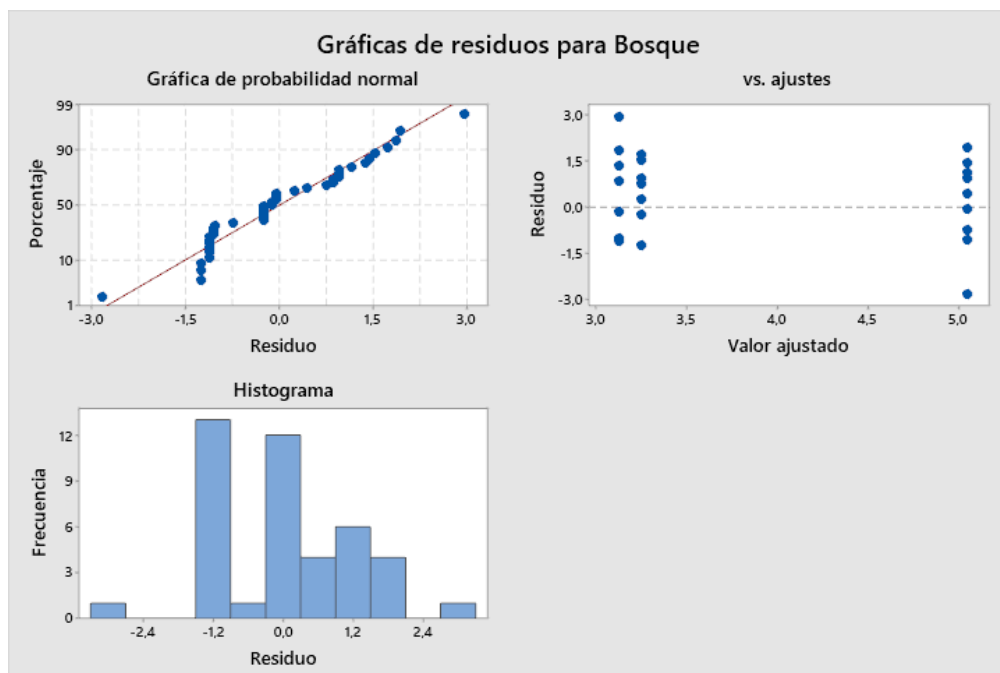 Gráficas de residuos para Bosque
Gráfica de probabilidad normal
99
90
50
10
1
Porcentaje
-3,0 -1,5 0,0 1,5 3,0
Residuo
vs. ajustes
3,0
1,5
0,0
-1,5
-3,0
Residuo
3,0 3,5 4,0 4,5 5,0
Valor ajustado
Histograma
12
9
6
3
0
Frecuencia
-2,4 -1,2 0,0 1,2 2,4
Residuo